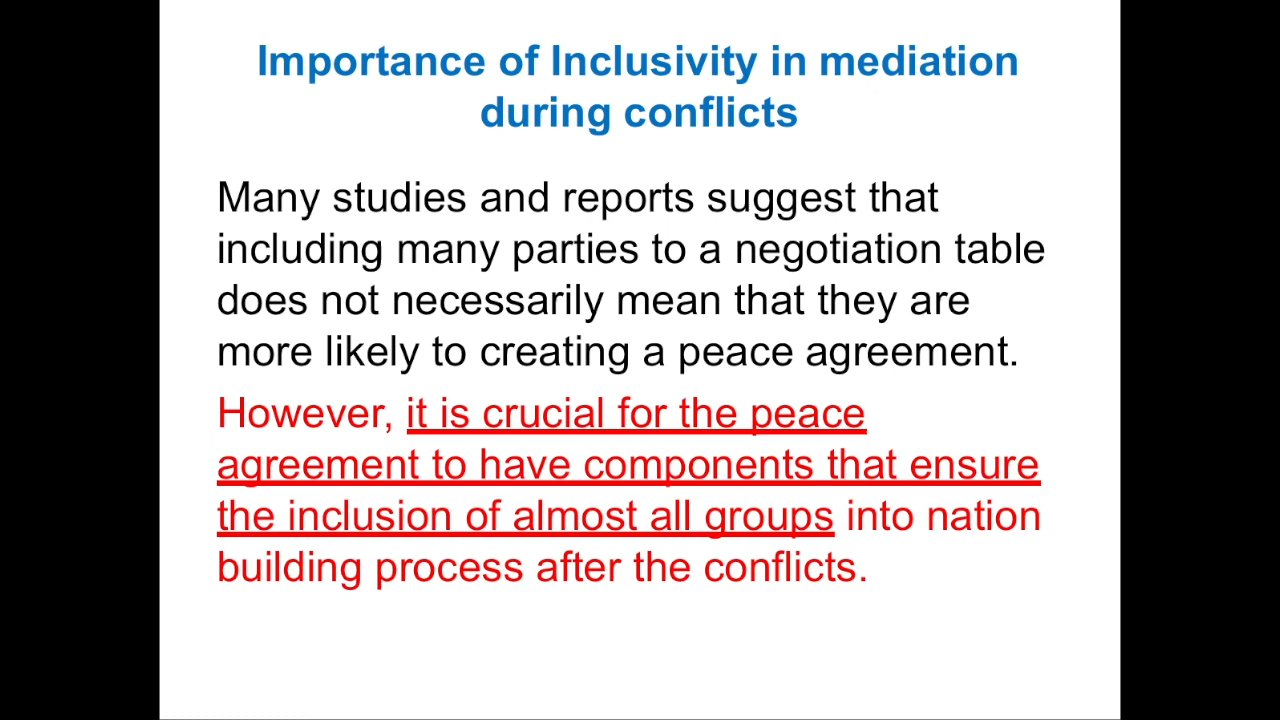 Importance of Inclusivity in mediation
during conflicts
Many studies and reports suggest that
including many parties to a negotiation table
does not necessarily mean that they are
more likely to creating a peace agreement.
However, it is crucial for the peace
agreement to have components that ensure
the inclusion of almost all groups into nation
building process after the conflicts.